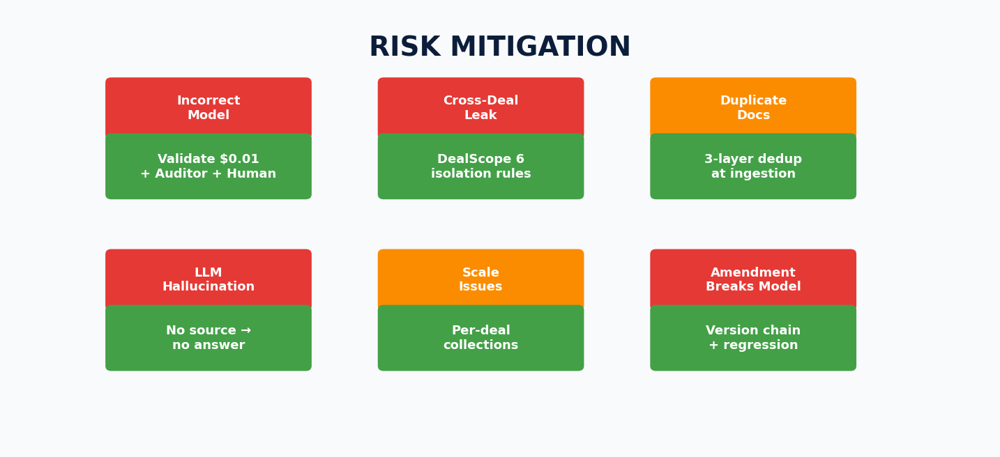 RISK MITIGATION
Incorrect
Model
Validate $0.01
+ Auditor + Human
Cross-Deal
Leak
DealScope 6
isolation rules
Duplicate
Docs
3-layer dedup
at ingestion
LLM
Hallucination
No source →
no answer
Scale
Issues
Per-deal
collections
Amendment
Breaks Model
Version chain
+ regression